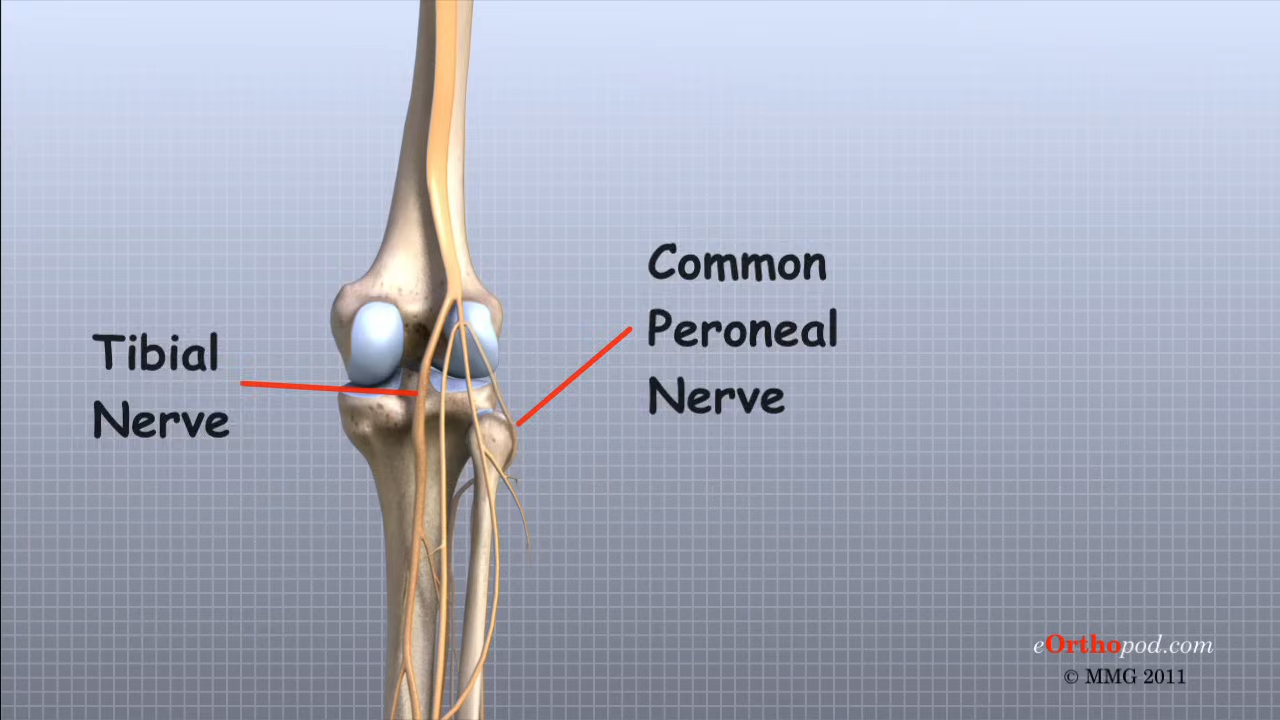 Tibial
Nerve
Common
Peroneal
Nerve
eOrthopod.com
© MMG 2011